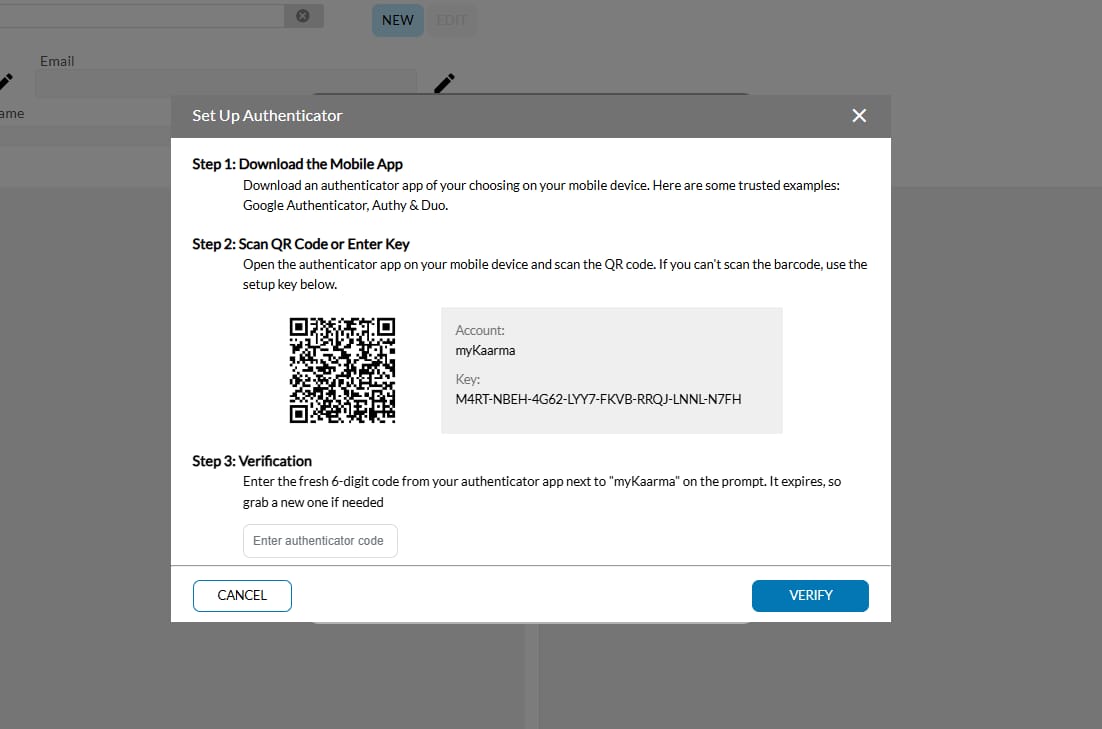 NEW
EDIT
Email
ame
Set Up Authenticator
Step 1: Download the Mobile App
Download an authenticator app of your choosing on your mobile device. Here are some trusted examples:
Google Authenticator, Authy & Duo.
Step 2: Scan QR Code or Enter Key
Open the authenticator app on your mobile device and scan the QR code. If you can't scan the barcode, use the
setup key below.
Account:
myKaarma
Key:
M4RT-NBEH-4G62-LYY7-FKVB-RRQJ-LNNL-N7FH
Step 3: Verification
Enter the fresh 6-digit code from your authenticator app next to "myKaarma" on the prompt. It expires, so
grab a new one if needed
Enter authenticator code
CANCEL
VERIFY